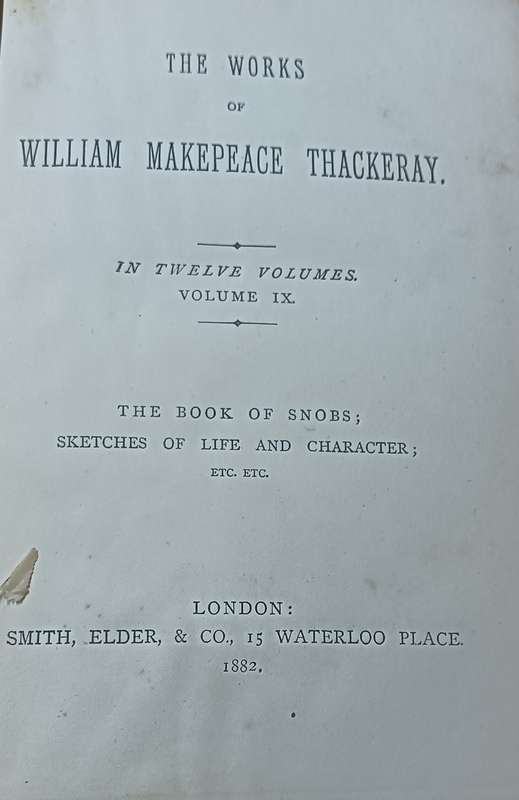 THE WORKS
OF
WILLIAM MAKEPEACE THACKERAY.
IN TWELVE VOLUMES.
VOLUME IX.
THE BOOK OF SNOBS;
SKETCHES OF LIFE AND CHARACTER;
ETC. ETC.
LONDON:
SMITH, ELDER, & CO., 15 WATERLOO PLACE.
1882.